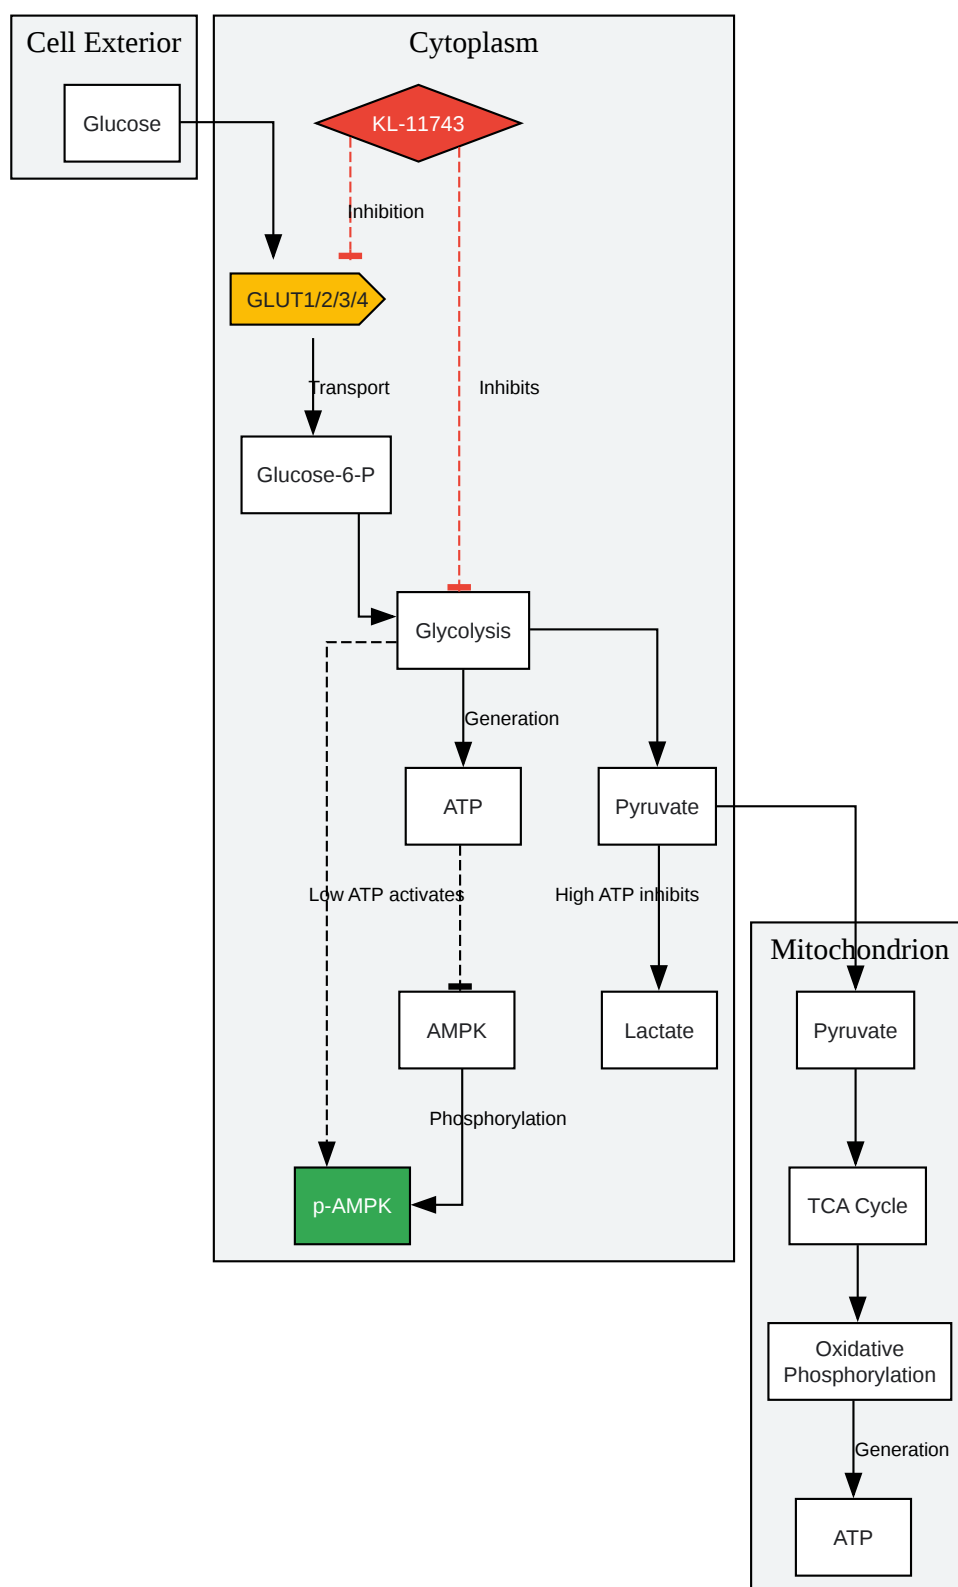 Cell Exterior
Cytoplasm
Glucose
KL-11743
Inhibition
GLUT1/2/3/4
Transport
Inhibits
Glucose-6-P
Glycolysis
Generation
ATP
Pyruvate
Low ATP activates
High ATP inhibits
Mitochondrion
AMPK
Lactate
Pyruvate
Phosphorylation
p-AMPK
TCA Cycle
Oxidative
Phosphorylation
Generation
ATP